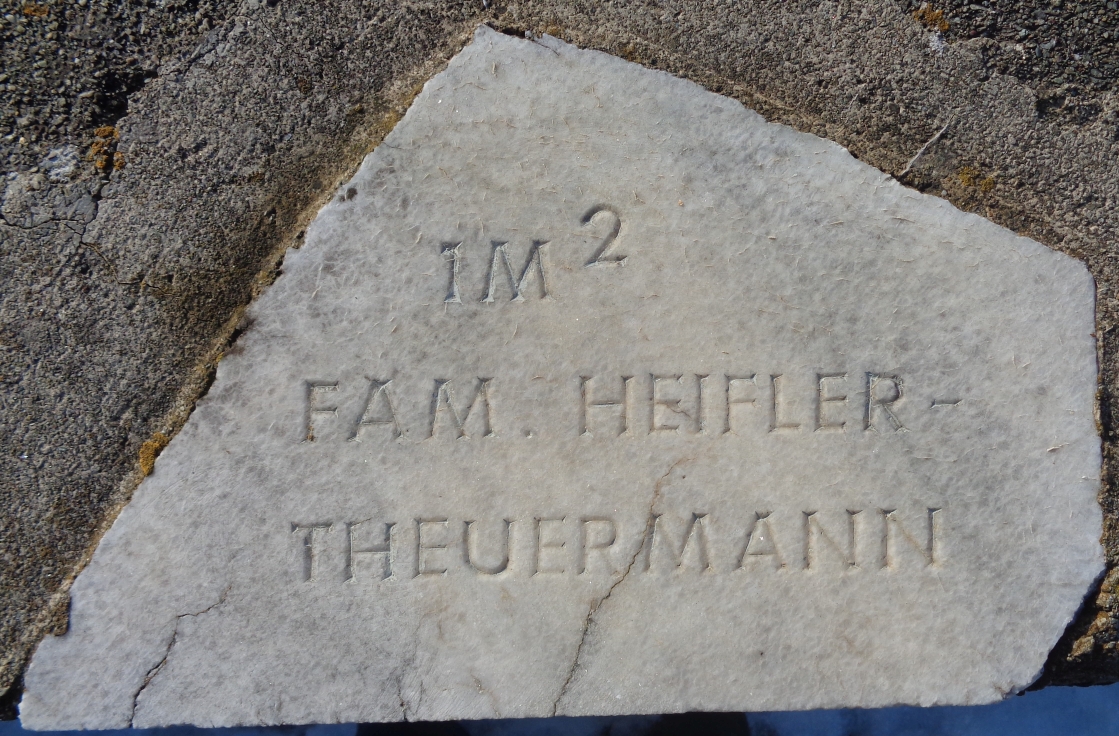 1M²
FAM. HEIFLER-
THEUERMANN